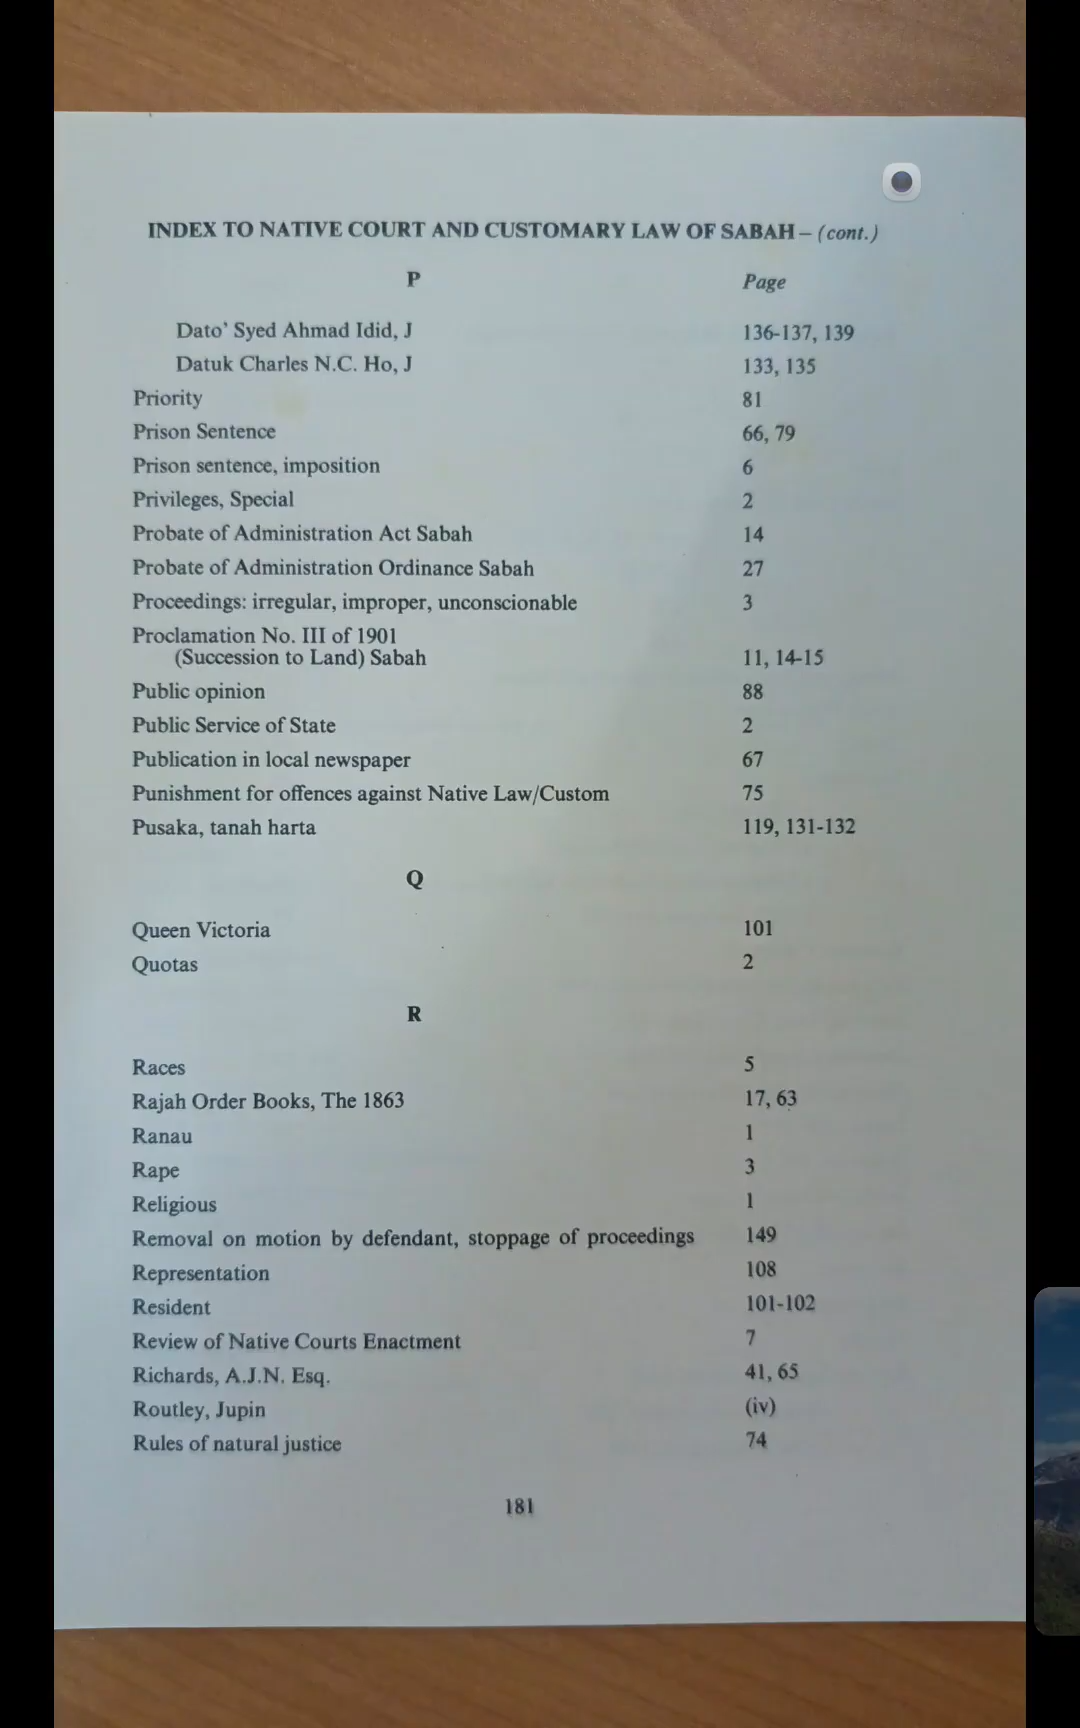 INDEX TO NATIVE COURT AND CUSTOMARY LAW OF SABAH – (cont.)
P Page
Dato' Syed Ahmad Idid, J 136-137, 139
Datuk Charles N.C. Ho, J 133, 135
Priority 81
Prison Sentence 66, 79
Prison sentence, imposition 6
Privileges, Special 2
Probate of Administration Act Sabah 14
Probate of Administration Ordinance Sabah 27
Proceedings: irregular, improper, unconscionable 3
Proclamation No. III of 1901
(Succession to Land) Sabah 11, 14-15
Public opinion 88
Public Service of State 2
Publication in local newspaper 67
Punishment for offences against Native Law/Custom 75
Pusaka, tanah harta 119, 131-132
Q
Queen Victoria 101
Quotas 2
R
Races 5
Rajah Order Books, The 1863 17, 63
Ranau 1
Rape 3
Religious 1
Removal on motion by defendant, stoppage of proceedings 149
Representation 108
Resident 101-102
Review of Native Courts Enactment 7
Richards, A.J.N. Esq. 41, 65
Routley, Jupin (iv)
Rules of natural justice 74
181